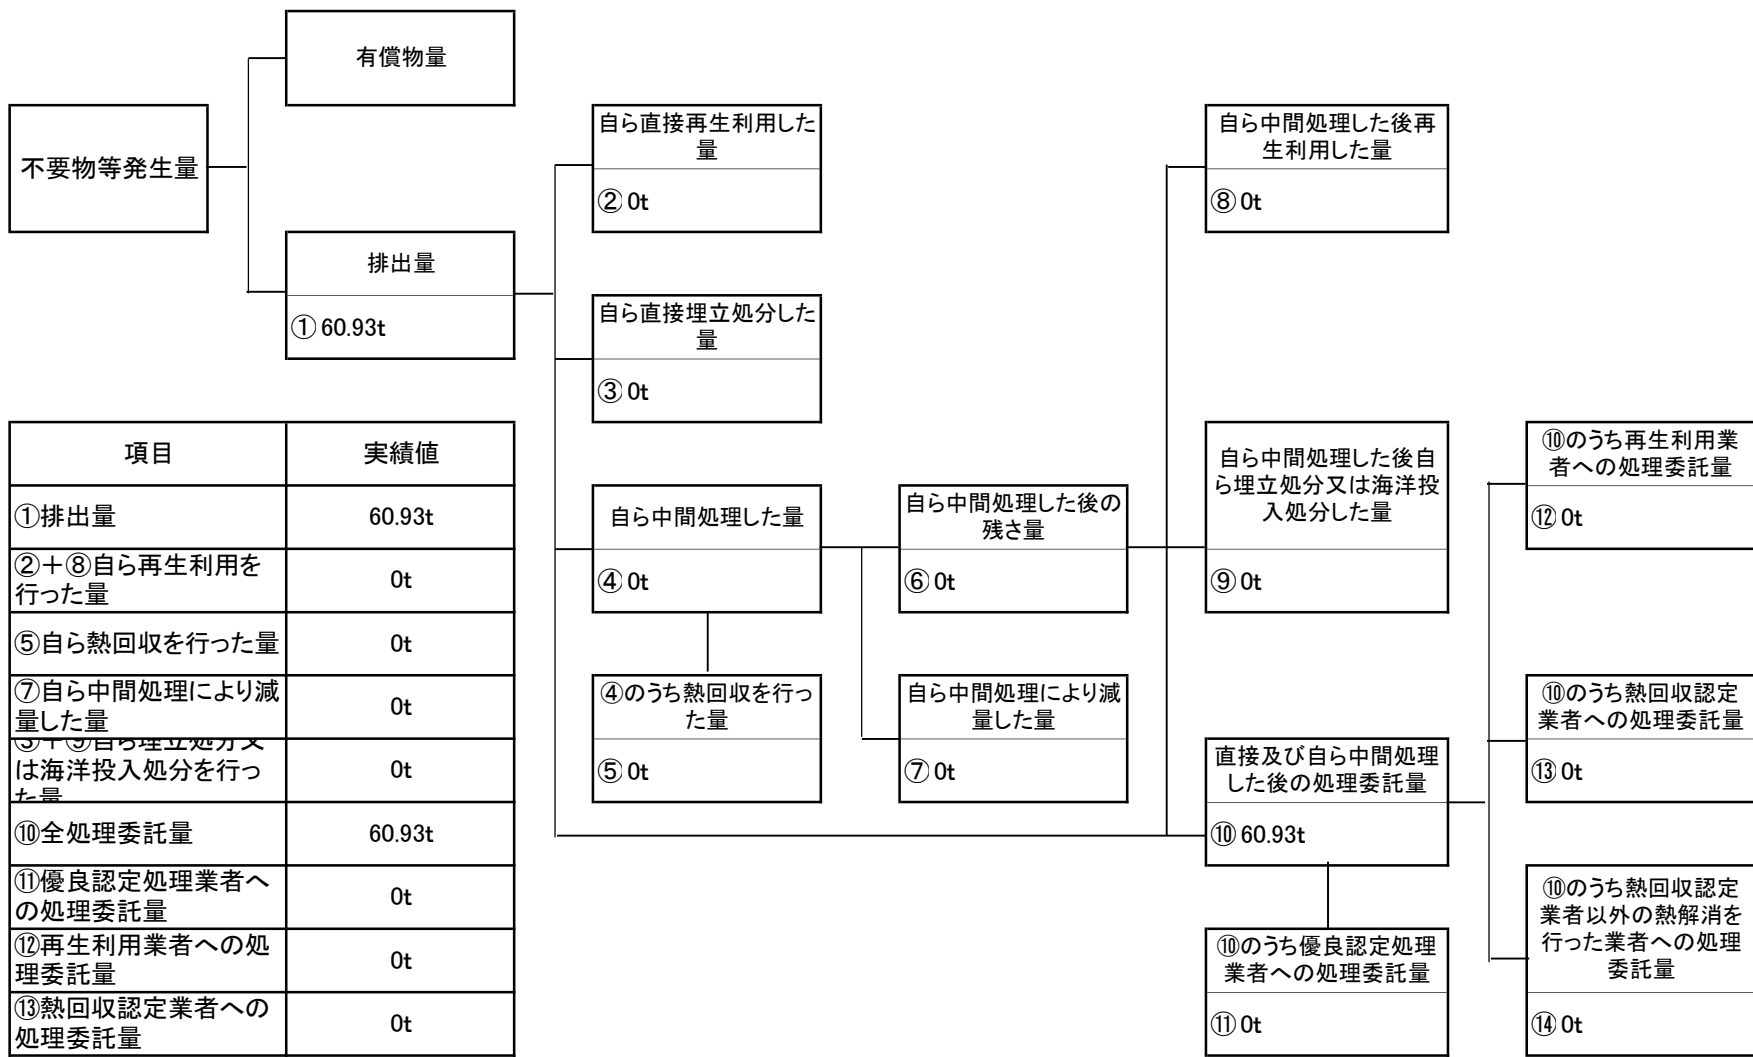 有償物量
不要物等発生量
排出量
① 60.93t
自ら直接再生利用した
量
② 0t
自ら直接埋立処分した
量
③ 0t
自ら中間処理した量
④ 0t
④のうち熱回収を行っ
た量
⑤ 0t
自ら中間処理した後の
残さ量
⑥ 0t
自ら中間処理により減
量した量
⑦ 0t
自ら中間処理した後再
生利用した量
⑧ 0t
自ら中間処理した後自
ら埋立処分又は海洋投
入処分した量
⑨ 0t
直接及び自ら中間処理
した後の処理委託量
⑩ 60.93t
⑩のうち優良認定処理
業者への処理委託量
⑪ 0t
⑩のうち再生利用業
者への処理委託量
⑫ 0t
⑩のうち熱回収認定
業者への処理委託量
⑬ 0t
⑩のうち熱回収認定
業者以外の熱解消を
行った業者への処理
委託量
⑭ 0t
項目 実績値
①排出量 60.93t
②＋⑧自ら再生利用を
行った量 0t
⑤自ら熱回収を行った量 0t
⑦自ら中間処理により減
量した量 0t
③＋⑨自ら埋立処分又
は海洋投入処分を行っ
た量 0t
⑩全処理委託量 60.93t
⑪優良認定処理業者へ
の処理委託量 0t
⑫再生利用業者への処
理委託量 0t
⑬熱回収認定業者への
処理委託量 0t